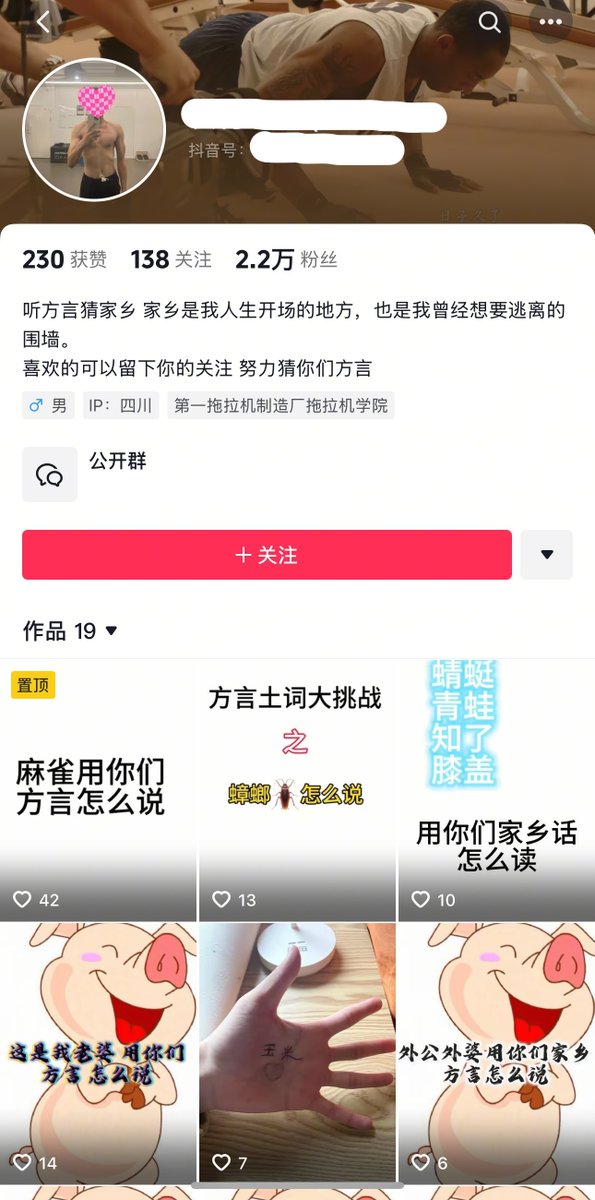 日子久了
抖音号：
230 获赞 138 关注 2.2万 粉丝
听方言猜家乡 家乡是我人生开场的地方，也是我曾经想要逃离的
围墙。
喜欢的可以留下你的关注 努力猜你们方言
♂ 男 IP：四川 第一拖拉机制造厂拖拉机学院
公开群
＋关注
作品 19
置顶
麻雀用你们
方言怎么说
42
方言土词大挑战
之
蟑螂🪳怎么说
13
蜻蜓
青蛙
知了
膝盖
用你们家乡话
怎么读
10
这是我老婆 用你们
方言 怎么说
14
玉米
7
外公外婆 用你们家乡
方言怎么说
6